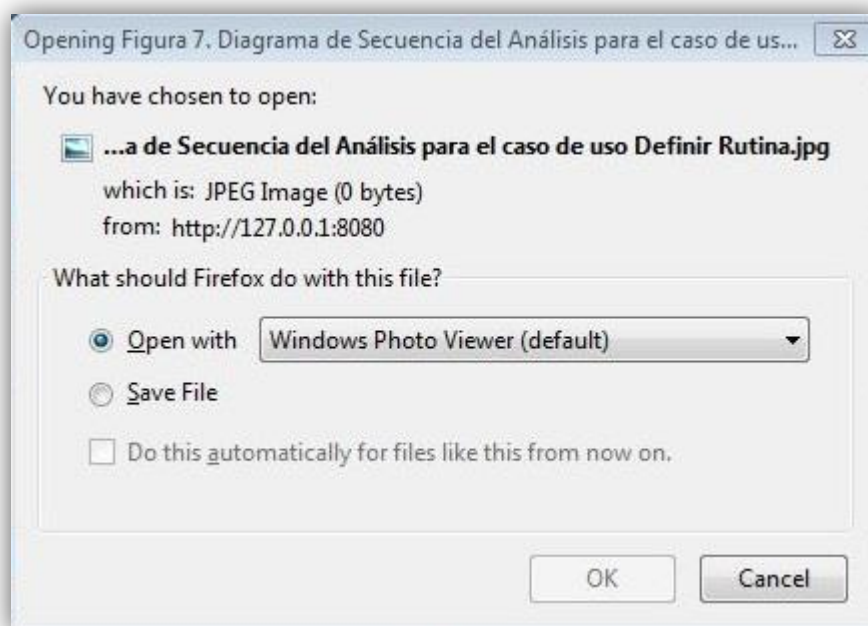 Opening Figura 7. Diagrama de Secuencia del Análisis para el caso de us...
You have chosen to open:
...a de Secuencia del Análisis para el caso de uso Definir Rutina.jpg
which is: JPEG Image (0 bytes)
from: http://127.0.0.1:8080
What should Firefox do with this file?
Open with Windows Photo Viewer (default)
Save File
Do this automatically for files like this from now on.
OK Cancel